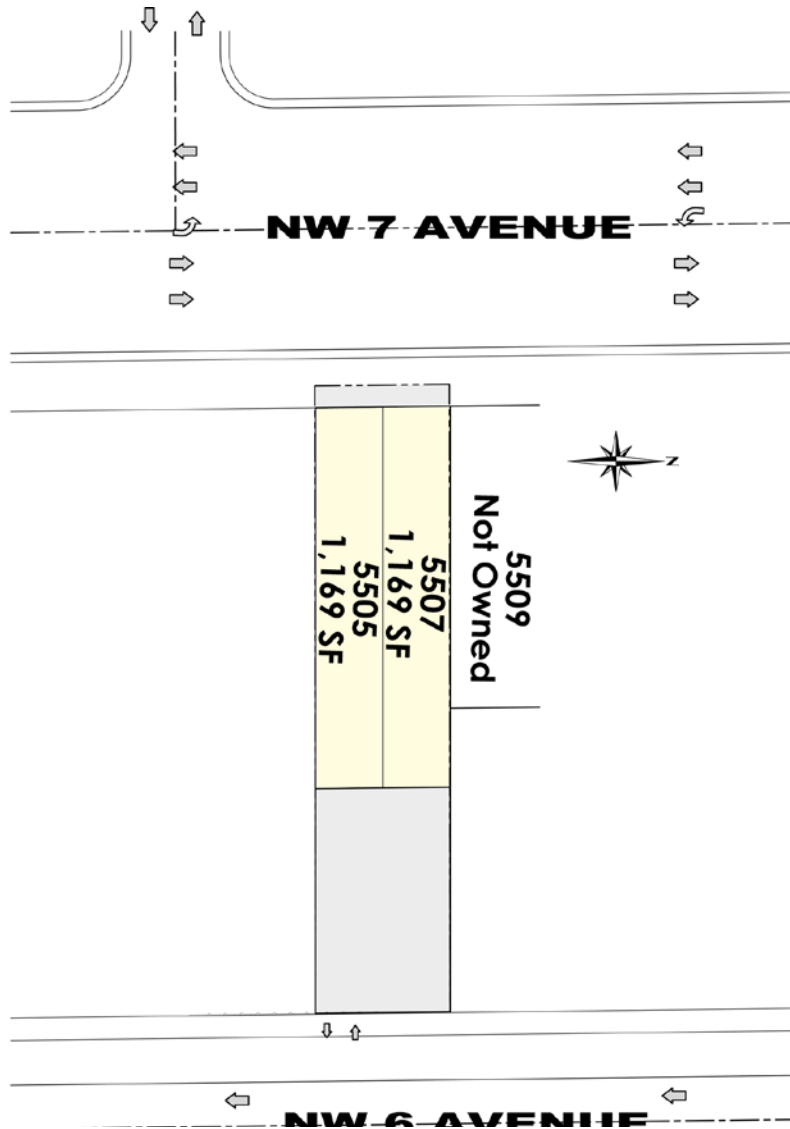 NW 7 AVENUE
N
5505
1,169 SF
5507
1,169 SF
5509
Not Owned
NW 6 AVENUE